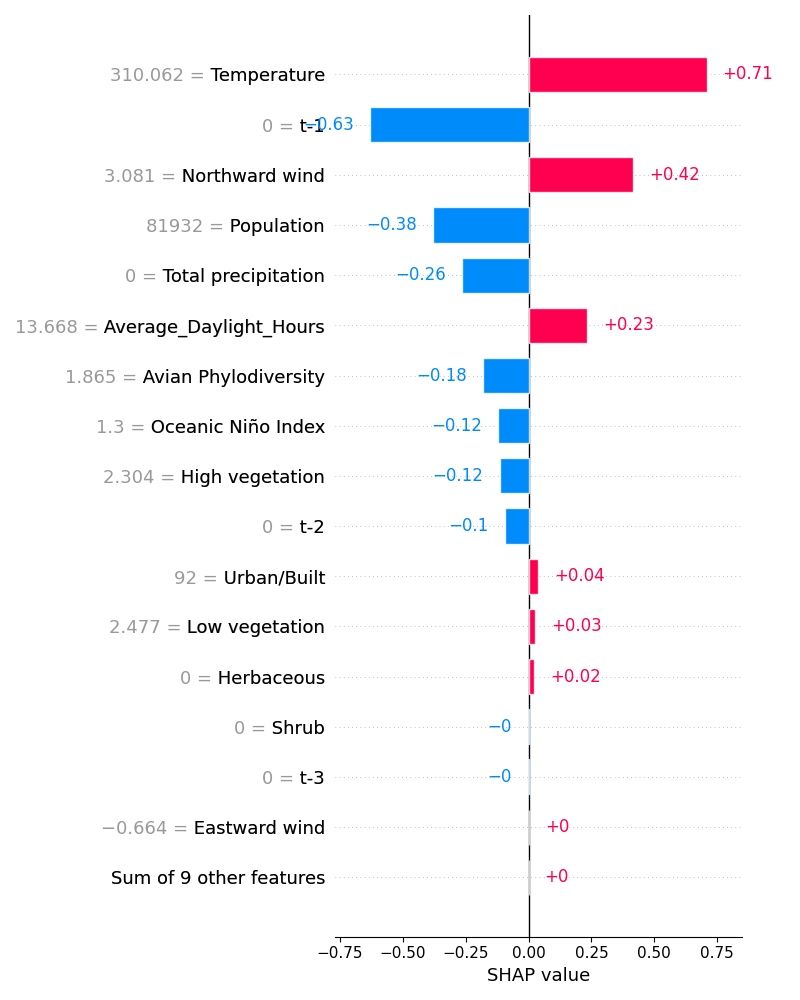 310.062 = Temperature +0.71
0 = t-1 −0.63
3.081 = Northward wind +0.42
81932 = Population −0.38
0 = Total precipitation −0.26
13.668 = Average_Daylight_Hours +0.23
1.865 = Avian Phylodiversity −0.18
1.3 = Oceanic Niño Index −0.12
2.304 = High vegetation −0.12
0 = t-2 −0.1
92 = Urban/Built +0.04
2.477 = Low vegetation +0.03
0 = Herbaceous +0.02
0 = Shrub −0
0 = t-3 −0
−0.664 = Eastward wind +0
Sum of 9 other features +0
−0.75 −0.50 −0.25 0.00 0.25 0.50 0.75
SHAP value